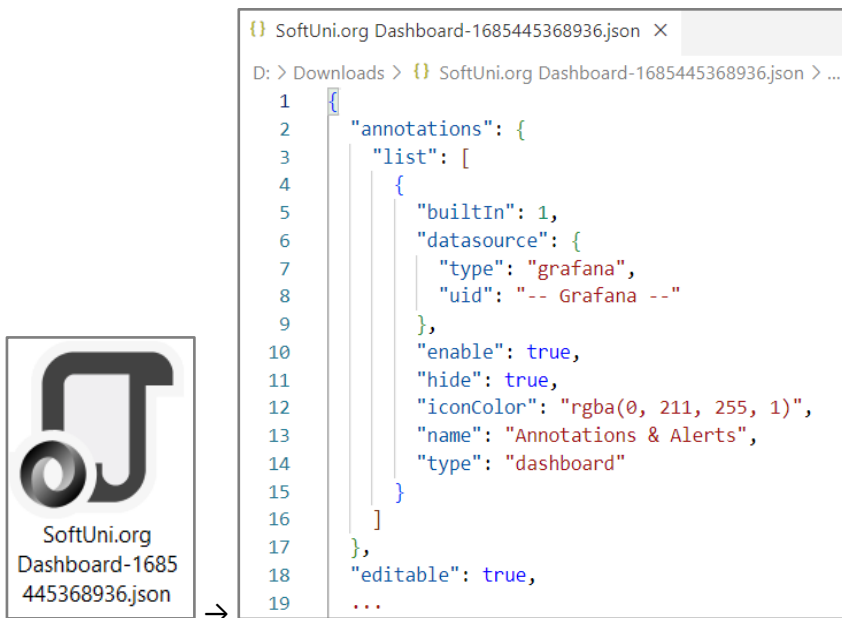 SoftUni.org
Dashboard-1685
445368936.json
→
{} SoftUni.org Dashboard-1685445368936.json ×
D: > Downloads > {} SoftUni.org Dashboard-1685445368936.json > ...
1 {
2 "annotations": {
3 "list": [
4 {
5 "builtIn": 1,
6 "datasource": {
7 "type": "grafana",
8 "uid": "-- Grafana --"
9 },
10 "enable": true,
11 "hide": true,
12 "iconColor": "rgba(0, 211, 255, 1)",
13 "name": "Annotations & Alerts",
14 "type": "dashboard"
15 }
16 ]
17 },
18 "editable": true,
19 ...